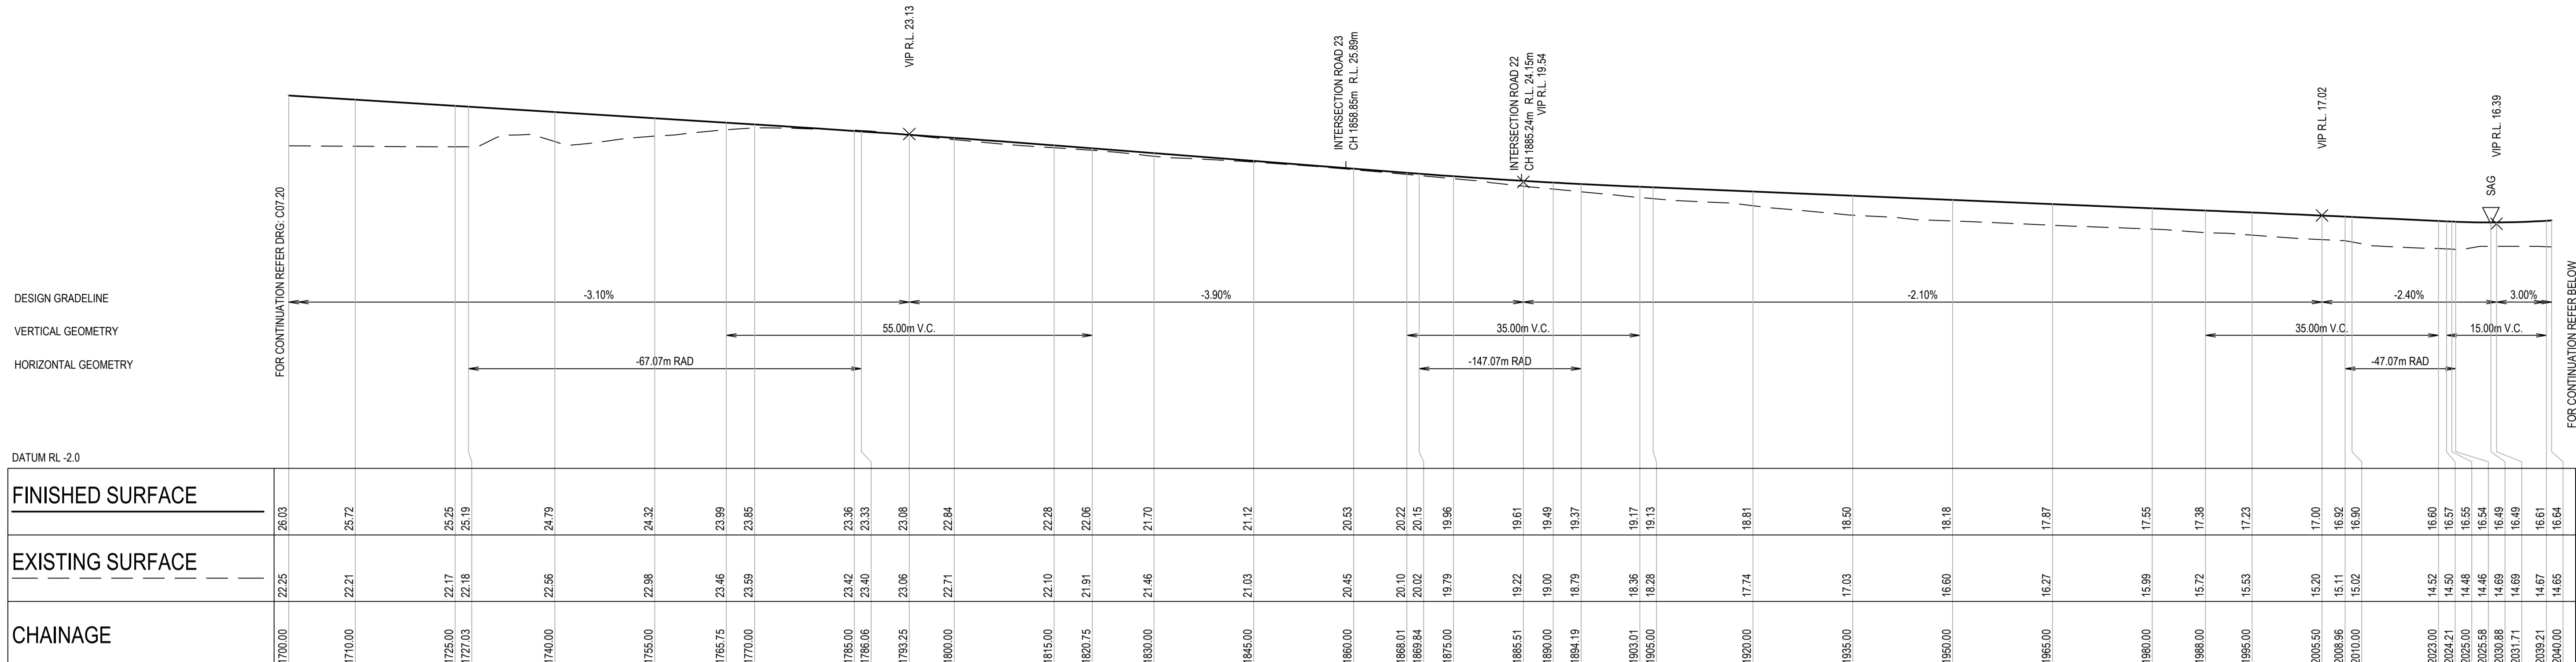 VIP R.L. 23.13
INTERSECTION ROAD 23
CH 1858.85m R.L. 25.89m
INTERSECTION ROAD 22
CH 1885.24m R.L. 24.15m
VIP R.L. 19.54
VIP R.L. 17.02
SAG
VIP R.L. 16.39
FOR CONTINUATION REFER DRG: C07.20
FOR CONTINUATION REFER BELOW
DESIGN GRADELINE -3.10% -3.90% -2.10% -2.40% 3.00%
VERTICAL GEOMETRY 55.00m V.C. 35.00m V.C. 35.00m V.C. 15.00m V.C.
HORIZONTAL GEOMETRY -67.07m RAD -147.07m RAD -47.07m RAD
DATUM RL -2.0
FINISHED SURFACE 26.03 25.72 25.25 25.19 24.79 24.32 23.99 23.85 23.36 23.33 23.08 22.84 22.28 22.06 21.70 21.12 20.53 20.22 20.15 19.96 19.61 19.49 19.37 19.17 19.13 18.81 18.50 18.18 17.87 17.55 17.38 17.23 17.00 16.92 16.90 16.60 16.57 16.55 16.54 16.49 16.49 16.61 16.64
EXISTING SURFACE 22.25 22.21 22.17 22.18 22.56 22.98 23.46 23.59 23.42 23.40 23.06 22.71 22.10 21.91 21.46 21.03 20.45 20.10 20.02 19.79 19.22 19.00 18.79 18.36 18.28 17.74 17.03 16.60 16.27 15.99 15.72 15.53 15.20 15.11 15.02 14.52 14.50 14.48 14.46 14.69 14.69 14.67 14.65
CHAINAGE 1700.00 1710.00 1725.00 1727.03 1740.00 1755.00 1765.75 1770.00 1785.00 1786.06 1793.25 1800.00 1815.00 1820.75 1830.00 1845.00 1860.00 1868.01 1869.84 1875.00 1885.51 1890.00 1894.19 1903.01 1905.00 1920.00 1935.00 1950.00 1965.00 1980.00 1988.00 1995.00 2005.50 2008.96 2010.00 2023.00 2024.21 2025.00 2025.58 2030.88 2031.71 2039.21 2040.00